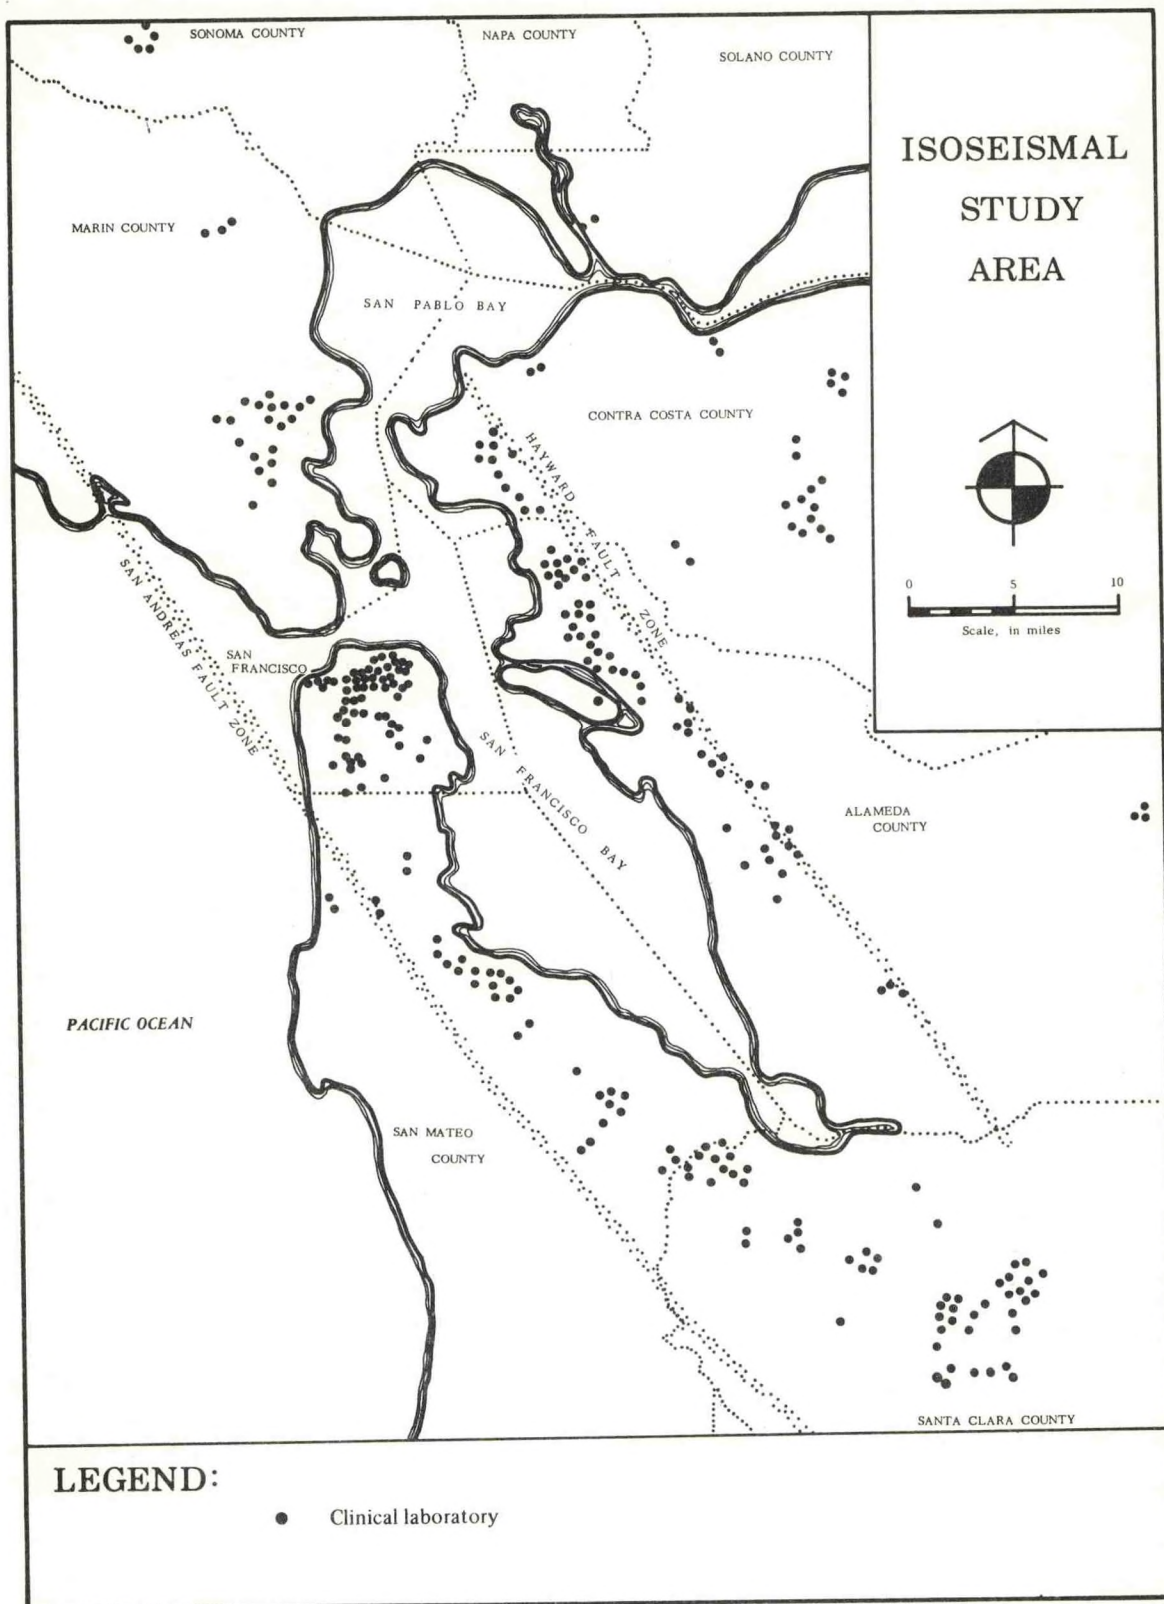 SONOMA COUNTY
NAPA COUNTY
SOLANO COUNTY
ISOSEISMAL
STUDY
AREA
MARIN COUNTY
SAN PABLO BAY
CONTRA COSTA COUNTY
HAYWARD FAULT ZONE
0 5 10
Scale, in miles
SAN ANDREAS FAULT ZONE
SAN
FRANCISCO
SAN FRANCISCO BAY
ALAMEDA
COUNTY
PACIFIC OCEAN
SAN MATEO
COUNTY
SANTA CLARA COUNTY
LEGEND:
Clinical laboratory